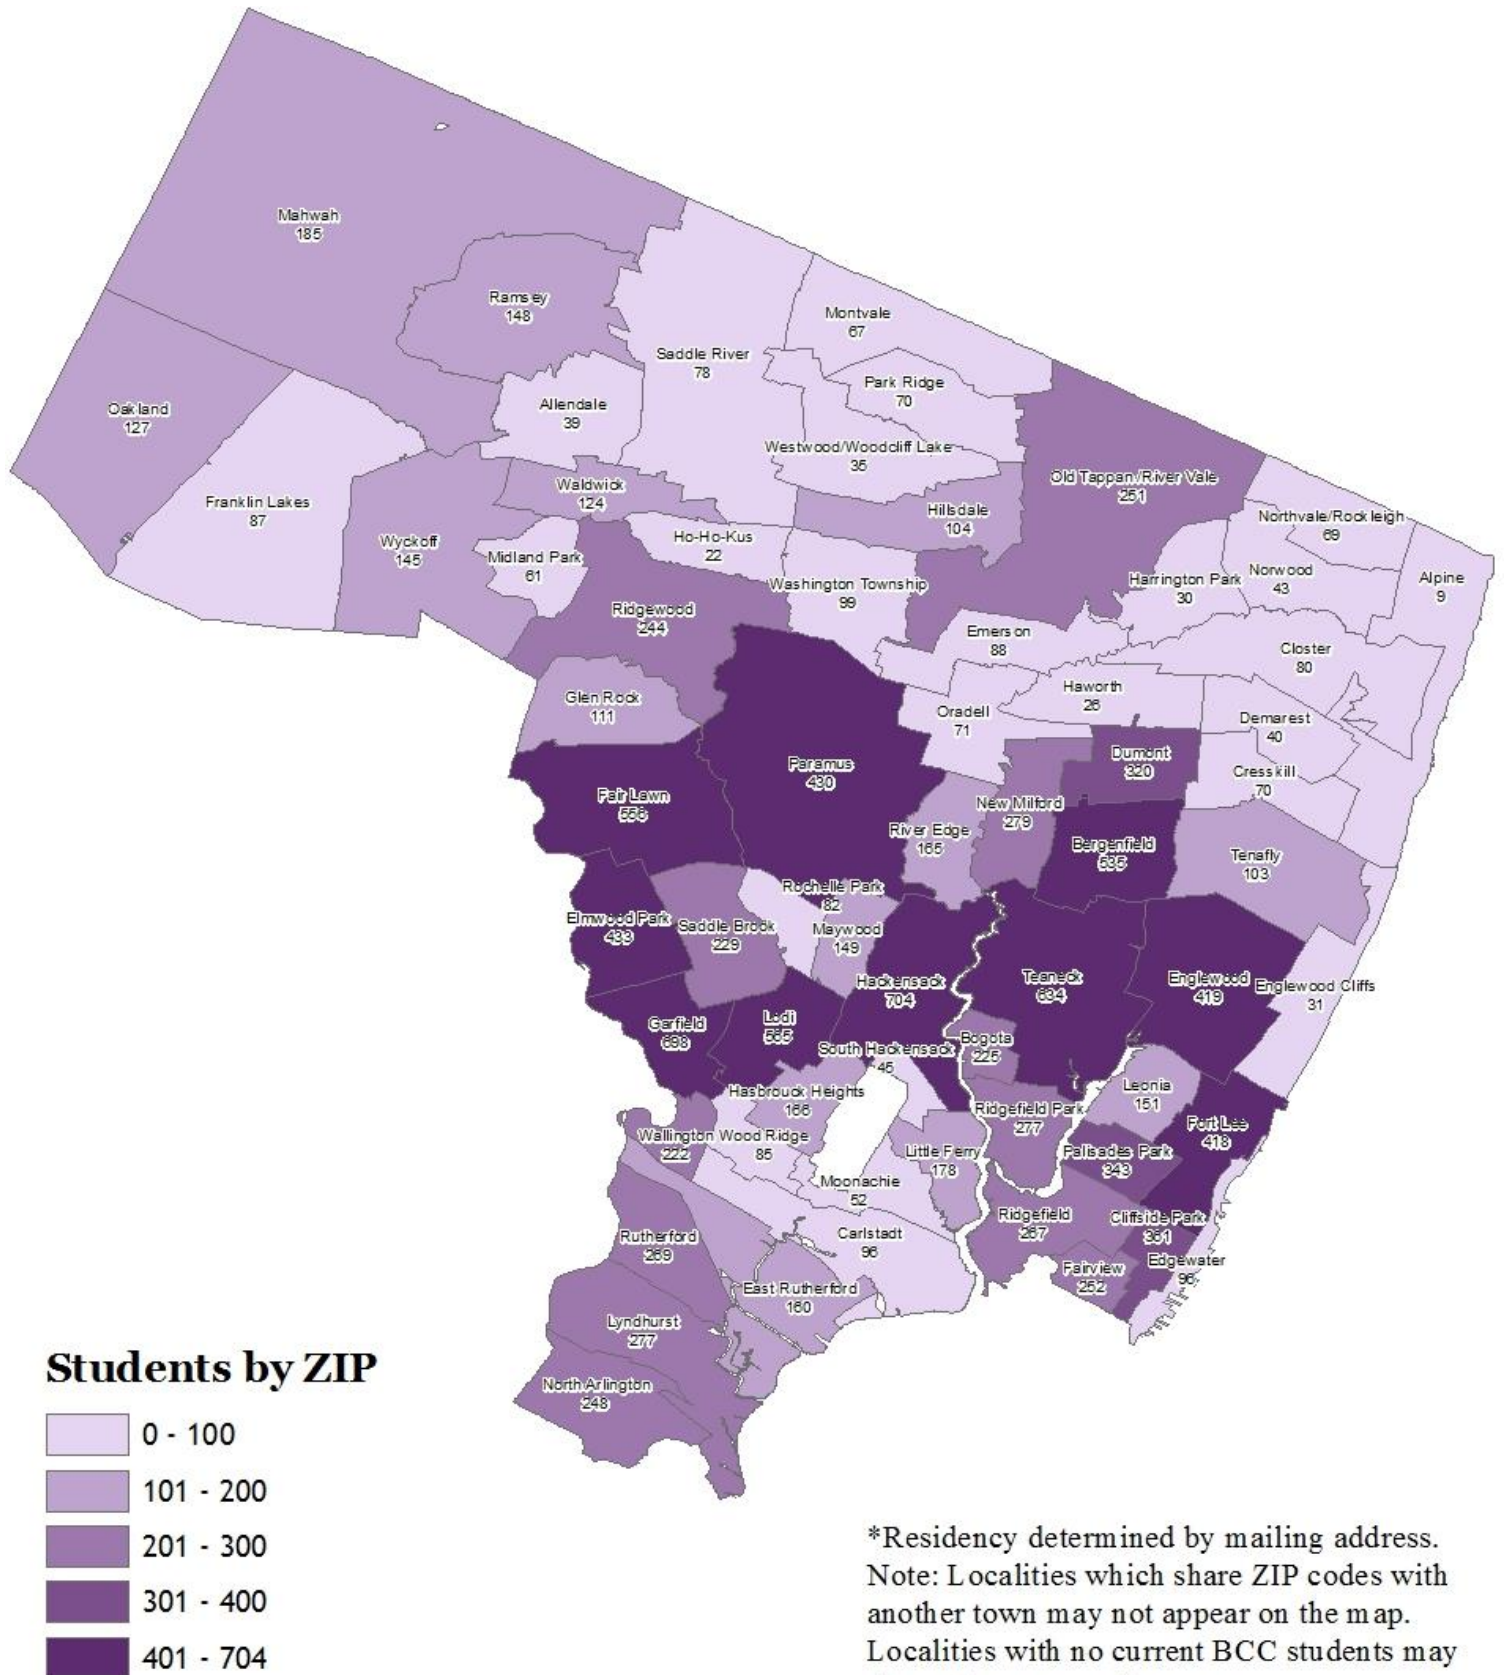 Mahwah
185
Ramsey
148
Montvale
67
Saddle River
78
Park Ridge
70
Allendale
39
Oakland
127
Westwood/Woodcliff Lake
35
Old Tappan/River Vale
251
Waldwick
124
Franklin Lakes
87
Hillsdale
104
Northvale/Rockleigh
69
Wyckoff
145
Ho-Ho-Kus
22
Midland Park
61
Washington Township
99
Harrington Park
30
Norwood
43
Alpine
9
Ridgewood
244
Emerson
88
Closter
80
Glen Rock
111
Haworth
26
Oradell
71
Demarest
40
Paramus
430
Dumont
320
Cresskill
70
Fair Lawn
556
New Milford
279
River Edge
165
Bergenfield
535
Tenafly
103
Rochelle Park
82
Elmwood Park
433
Saddle Brook
229
Maywood
149
Hackensack
704
Teaneck
634
Englewood
419
Englewood Cliffs
31
Garfield
698
Lodi
565
South Hackensack
45
Bogota
225
Hasbrouck Heights
166
Leonia
151
Ridgefield Park
277
Fort Lee
418
Wallington
222
Wood Ridge
85
Little Ferry
178
Palisades Park
343
Moonachie
52
Ridgefield
267
Cliffside Park
361
Rutherford
269
Carlstadt
96
Edgewater
96
Fairview
252
East Rutherford
160
Lyndhurst
277
North Arlington
248
Students by ZIP
0 - 100
101 - 200
201 - 300
301 - 400
401 - 704
*Residency determined by mailing address.
Note: Localities which share ZIP codes with
another town may not appear on the map.
Localities with no current BCC students may